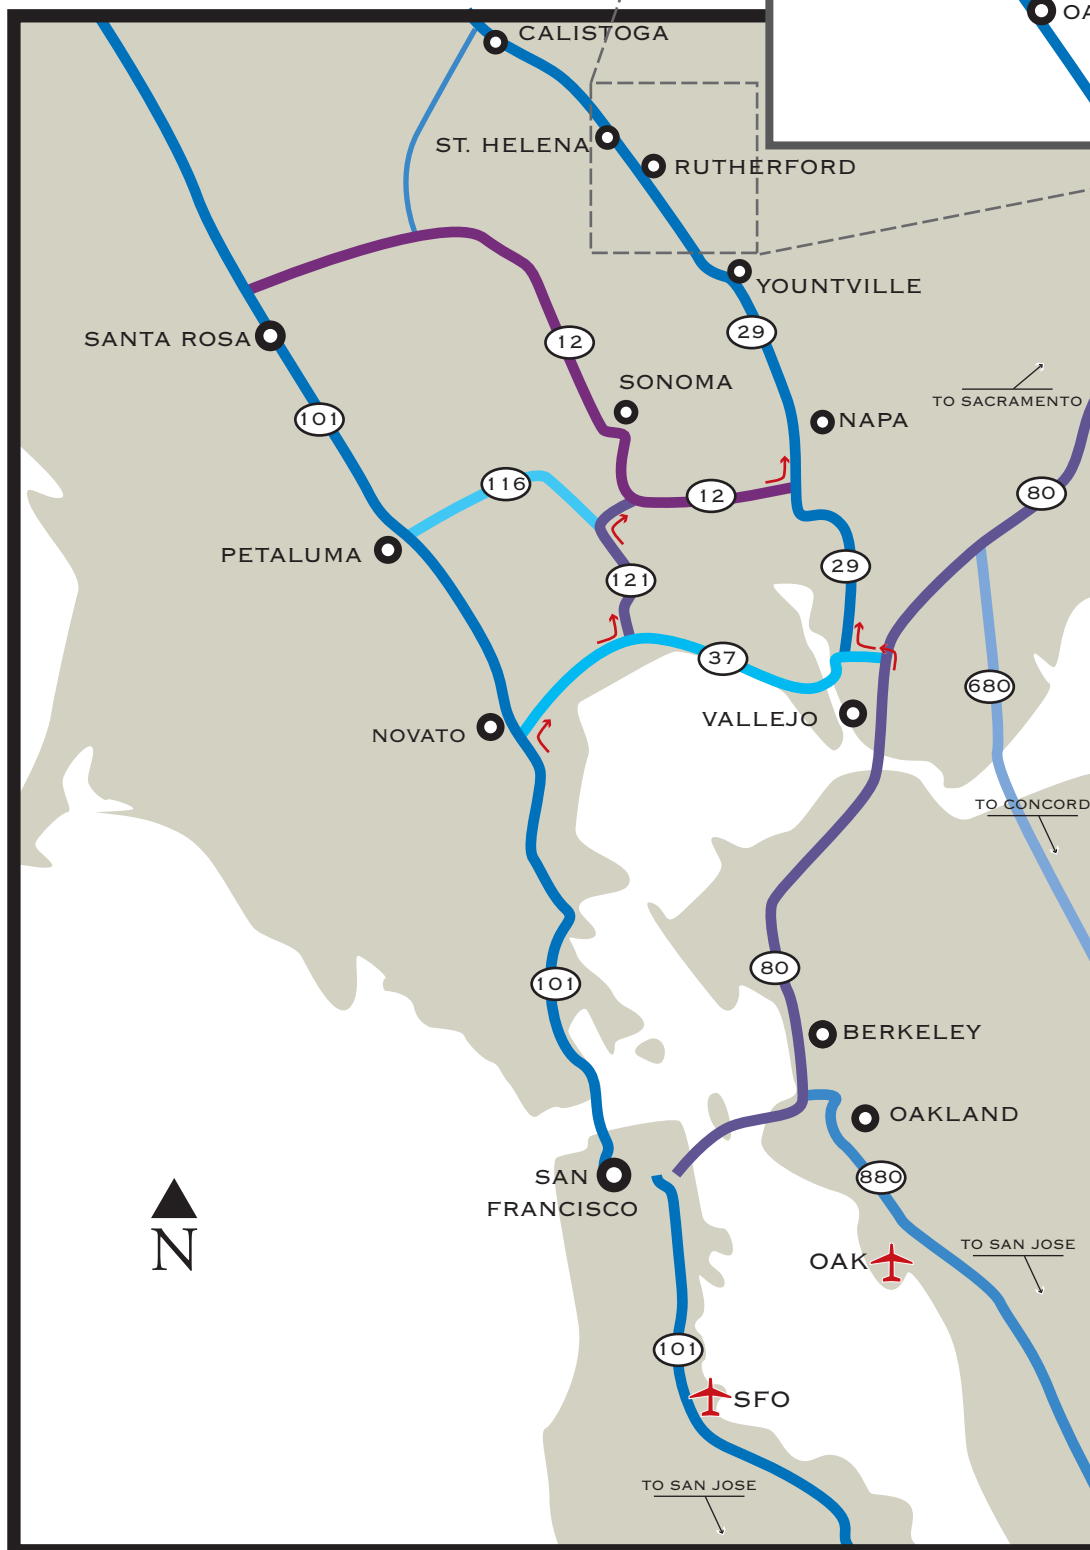 CALISTOGA
ST. HELENA
RUTHERFORD
YOUNTVILLE
29
SANTA ROSA
12
SONOMA
TO SACRAMENTO
101
NAPA
116
12
80
PETALUMA
121
29
37
680
NOVATO
VALLEJO
TO CONCORD
80
101
BERKELEY
OAKLAND
SAN
FRANCISCO
880
N
OAK
TO SAN JOSE
101
SFO
TO SAN JOSE